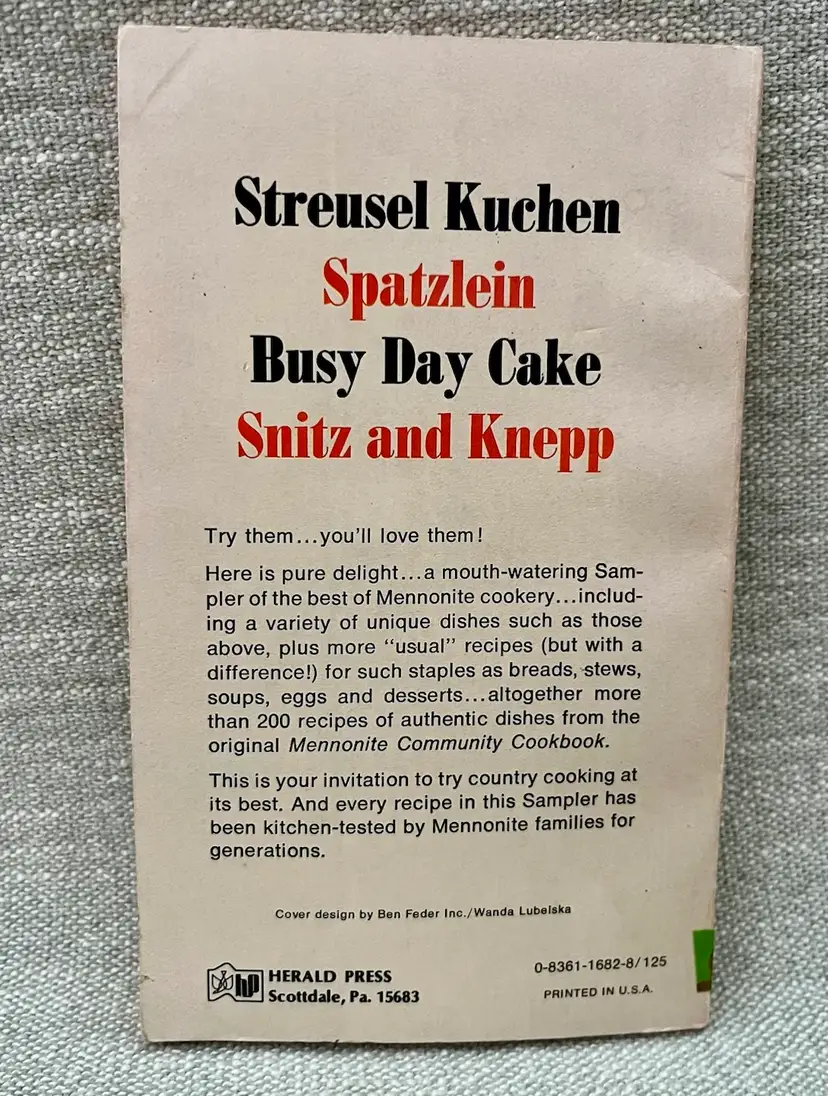 Streusel Kuchen
Spatzlein
Busy Day Cake
Snitz and Knepp
Try them...you'll love them!
Here is pure delight...a mouth-watering Sam-
pler of the best of Mennonite cookery...includ-
ing a variety of unique dishes such as those
above, plus more “usual” recipes (but with a
difference!) for such staples as breads, stews,
soups, eggs and desserts...altogether more
than 200 recipes of authentic dishes from the
original Mennonite Community Cookbook.
This is your invitation to try country cooking at
its best. And every recipe in this Sampler has
been kitchen-tested by Mennonite families for
generations.
Cover design by Ben Feder Inc./Wanda Lubelska
hp HERALD PRESS
Scottdale, Pa. 15683
0-8361-1682-8/125
PRINTED IN U.S.A.